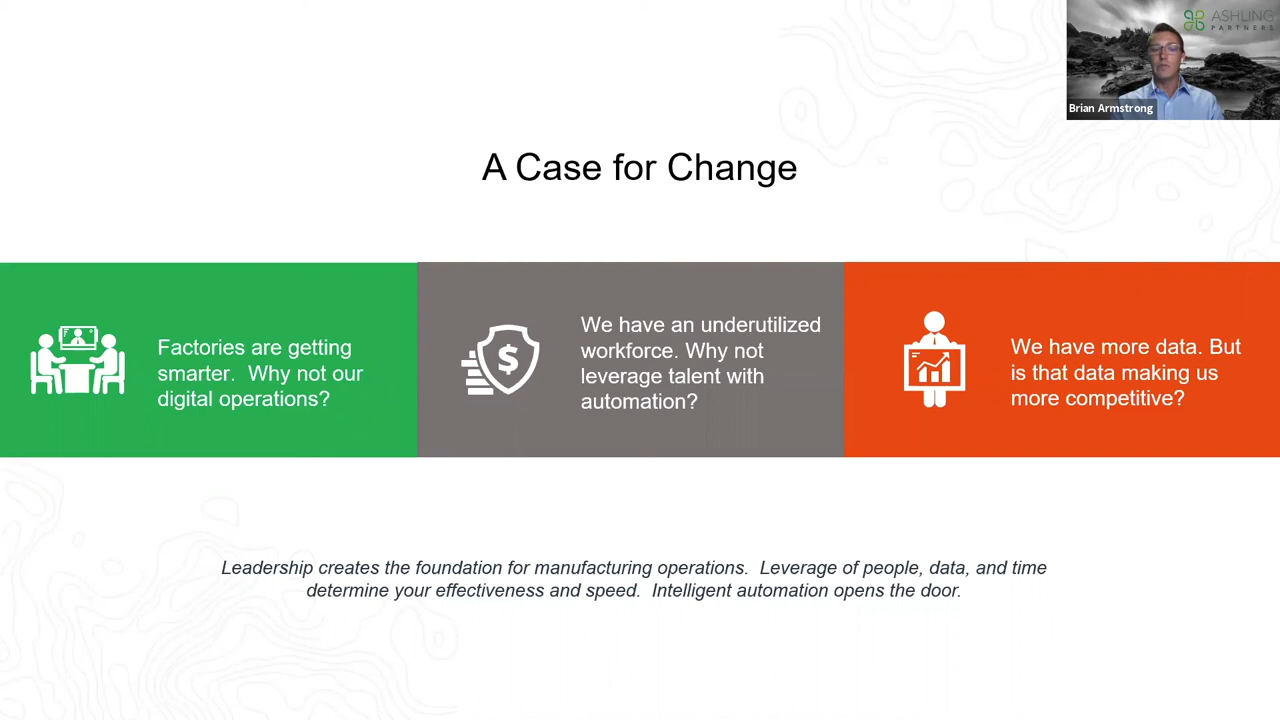 ASHLING
PARTNERS
Brian Armstrong
A Case for Change
Factories are getting
smarter.  Why not our
digital operations?
$
We have an underutilized
workforce. Why not
leverage talent with
automation?
We have more data. But
is that data making us
more competitive?
Leadership creates the foundation for manufacturing operations.  Leverage of people, data, and time
determine your effectiveness and speed.  Intelligent automation opens the door.